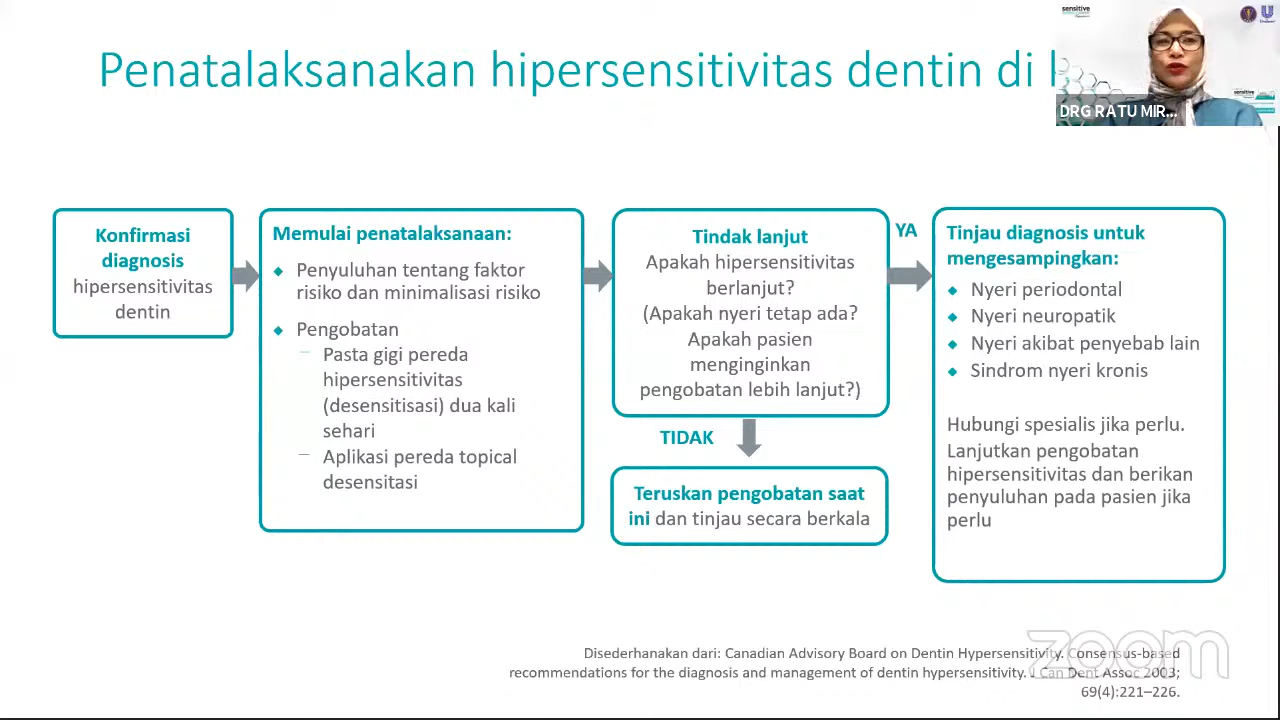 Penatalaksanakan hipersensitivitas dentin di
sensitive
Unilever
sensitive
DRG RATU MIR...
Konfirmasi
diagnosis
hipersensitivitas
dentin
Memulai penatalaksanaan:
Penyuluhan tentang faktor
risiko dan minimalisasi risiko
Pengobatan
Pasta gigi pereda
hipersensitivitas
(desensitisasi) dua kali
sehari
Aplikasi pereda topical
desensitasi
Tindak lanjut
Apakah hipersensitivitas
berlanjut?
(Apakah nyeri tetap ada?
Apakah pasien
menginginkan
pengobatan lebih lanjut?)
YA
TIDAK
Teruskan pengobatan saat
ini dan tinjau secara berkala
Tinjau diagnosis untuk
mengesampingkan:
Nyeri periodontal
Nyeri neuropatik
Nyeri akibat penyebab lain
Sindrom nyeri kronis
Hubungi spesialis jika perlu.
Lanjutkan pengobatan
hipersensitivitas dan berikan
penyuluhan pada pasien jika
perlu
Disederhanakan dari: Canadian Advisory Board on Dentin Hypersensitivity. Consensus-based
recommendations for the diagnosis and management of dentin hypersensitivity. J Can Dent Assoc 2003;
69(4):221–226.
zoom